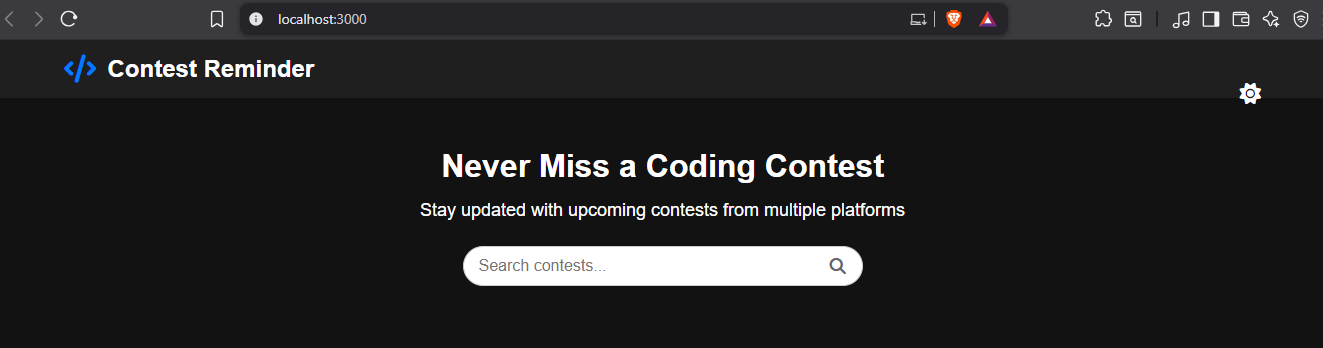 localhost:3000
</> Contest Reminder
Never Miss a Coding Contest
Stay updated with upcoming contests from multiple platforms
Search contests...